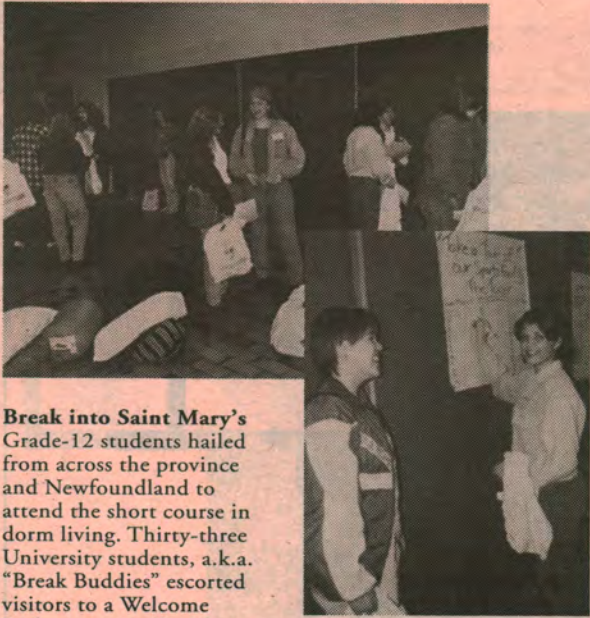 Break into Saint Mary's
Grade-12 students hailed
from across the province
and Newfoundland to
attend the short course in
dorm living. Thirty-three
University students, a.k.a.
"Break Buddies" escorted
visitors to a Welcome